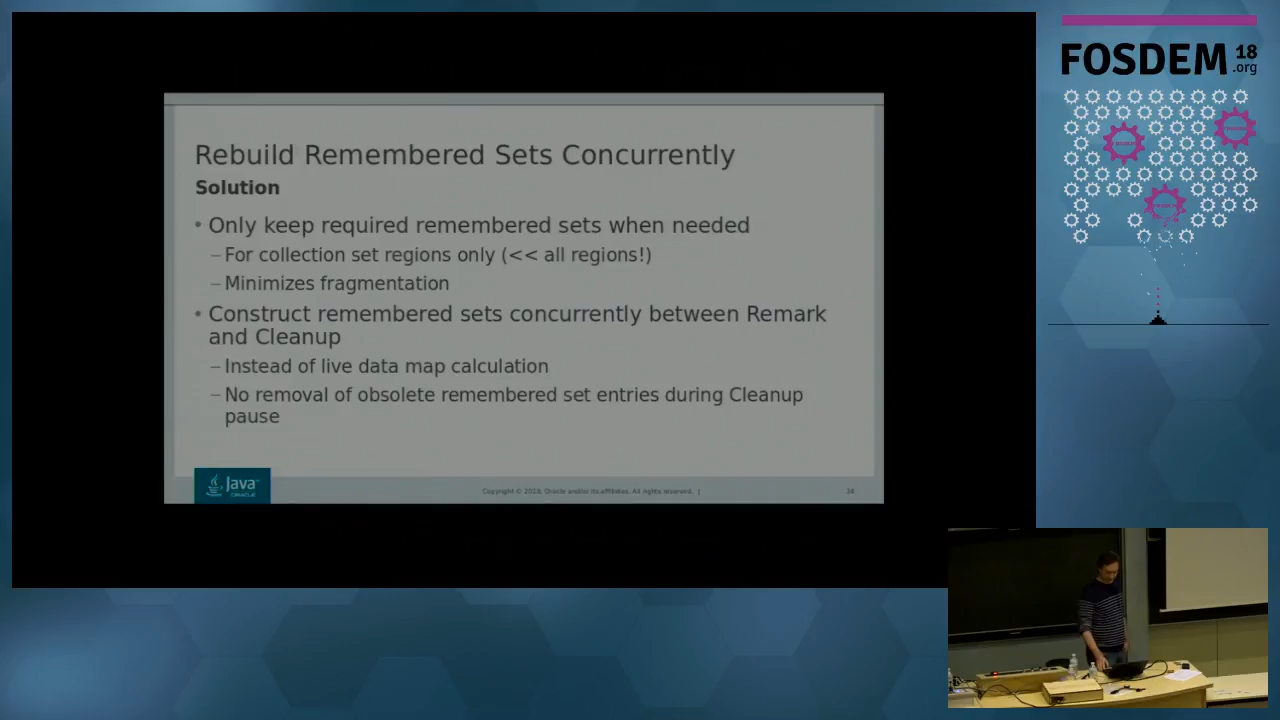 FOSDEM 18
.org
Rebuild Remembered Sets Concurrently
Solution
• Only keep required remembered sets when needed
– For collection set regions only (<< all regions!)
– Minimizes fragmentation
• Construct remembered sets concurrently between Remark
and Cleanup
– Instead of live data map calculation
– No removal of obsolete remembered set entries during Cleanup
pause
Java™
ORACLE
Copyright © 2018, Oracle and/or its affiliates. All rights reserved. |